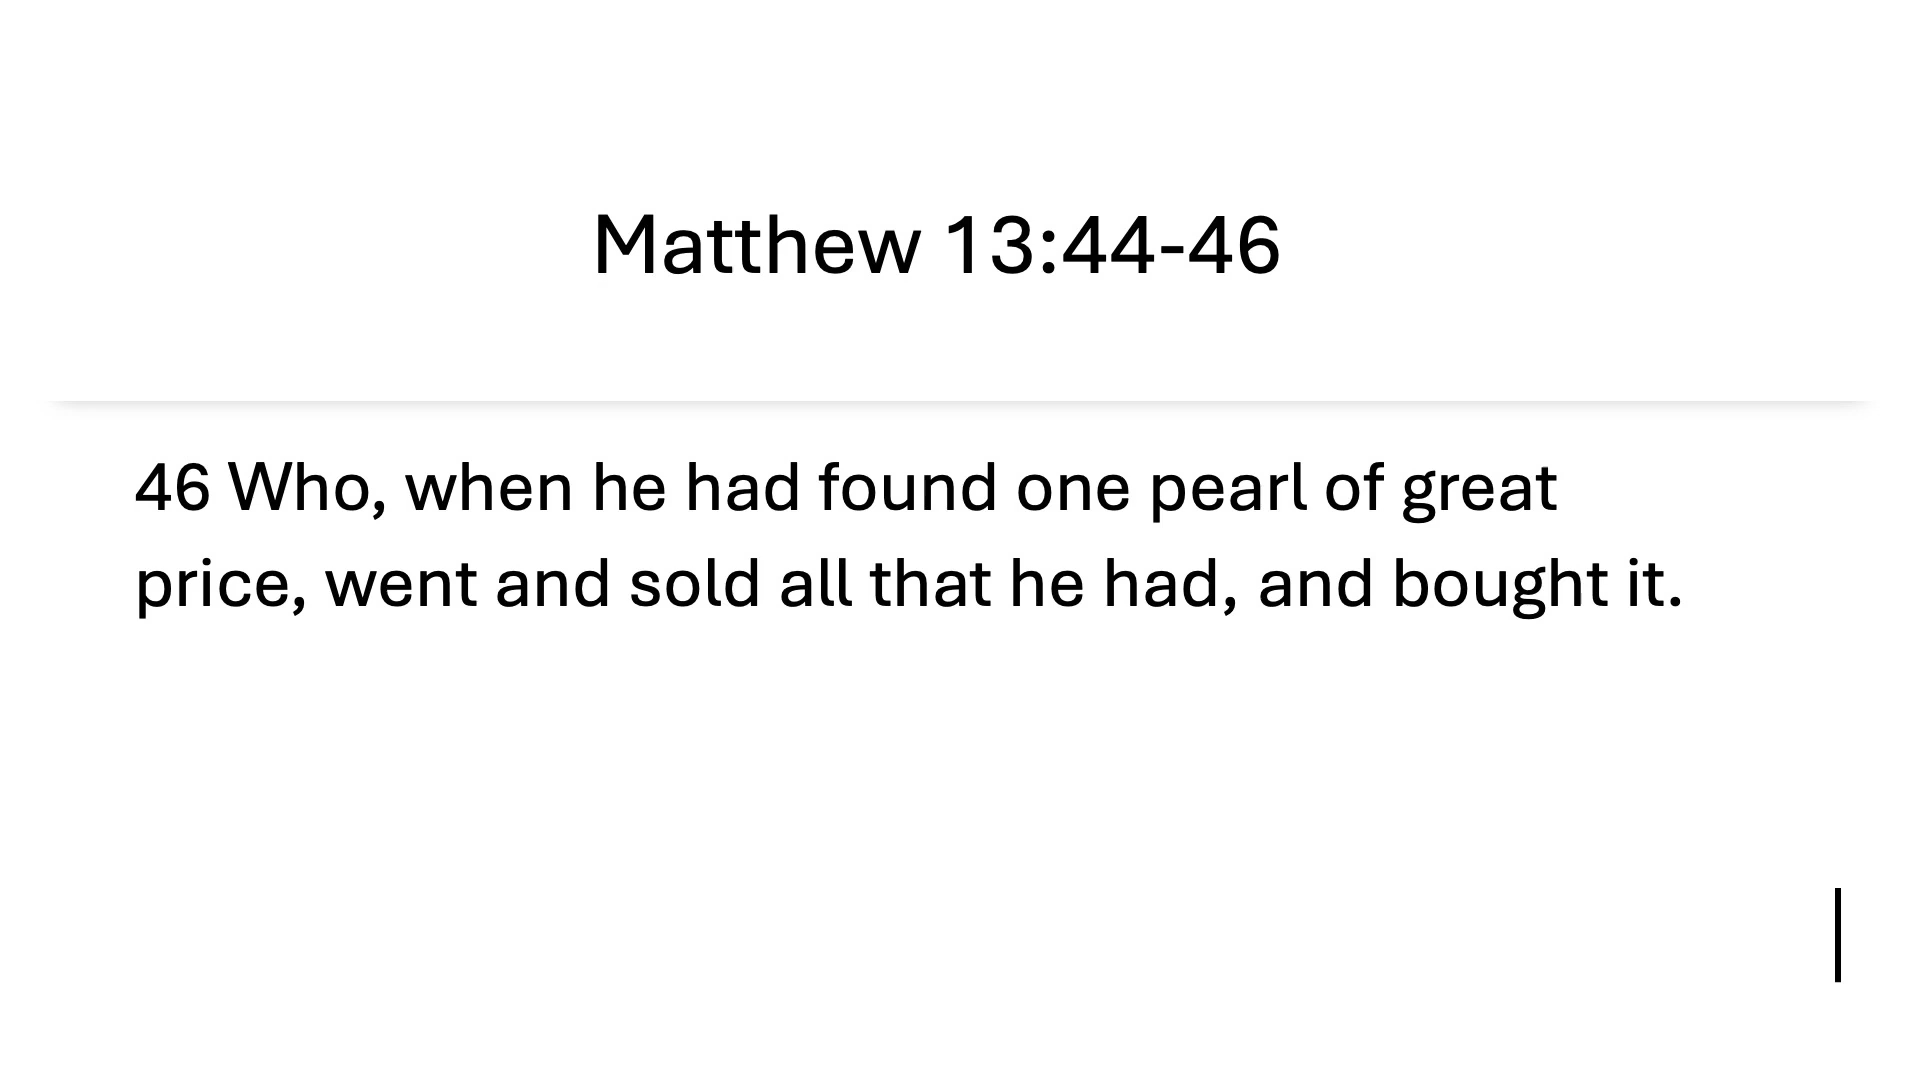 Matthew 13:44-46
46 Who, when he had found one pearl of great
price, went and sold all that he had, and bought it.